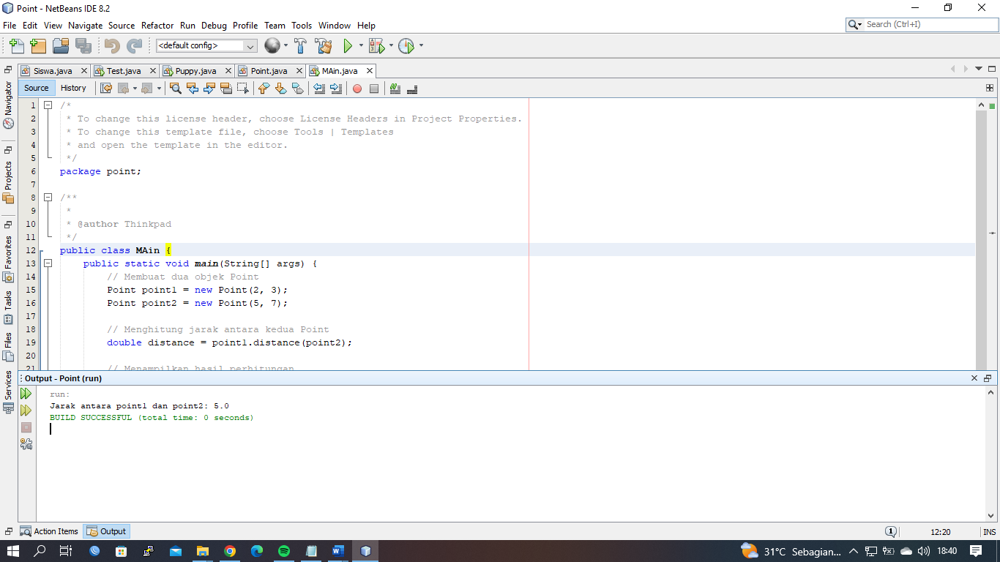 Point - NetBeans IDE 8.2
File Edit View Navigate Source Refactor Run Debug Profile Team Tools Window Help
Search (Ctrl+I)
<default config>
Siswa.java Test.java Puppy.java Point.java MAin.java
Source History
Navigator
Projects
Favorites
Tasks
Files
Services
1 /*
2  * To change this license header, choose License Headers in Project Properties.
3  * To change this template file, choose Tools | Templates
4  * and open the template in the editor.
5  */
6 package point;
7
8 /**
9  *
10  * @author Thinkpad
11  */
12 public class MAin {
13     public static void main(String[] args) {
14         // Membuat dua objek Point
15         Point point1 = new Point(2, 3);
16         Point point2 = new Point(5, 7);
17
18         // Menghitung jarak antara kedua Point
19         double distance = point1.distance(point2);
20
21         // Menampilkan hasil perhitungan
Output - Point (run)
run:
Jarak antara point1 dan point2: 5.0
BUILD SUCCESSFUL (total time: 0 seconds)
Action Items Output
1
12:20 INS
31°C Sebagian... 18:40